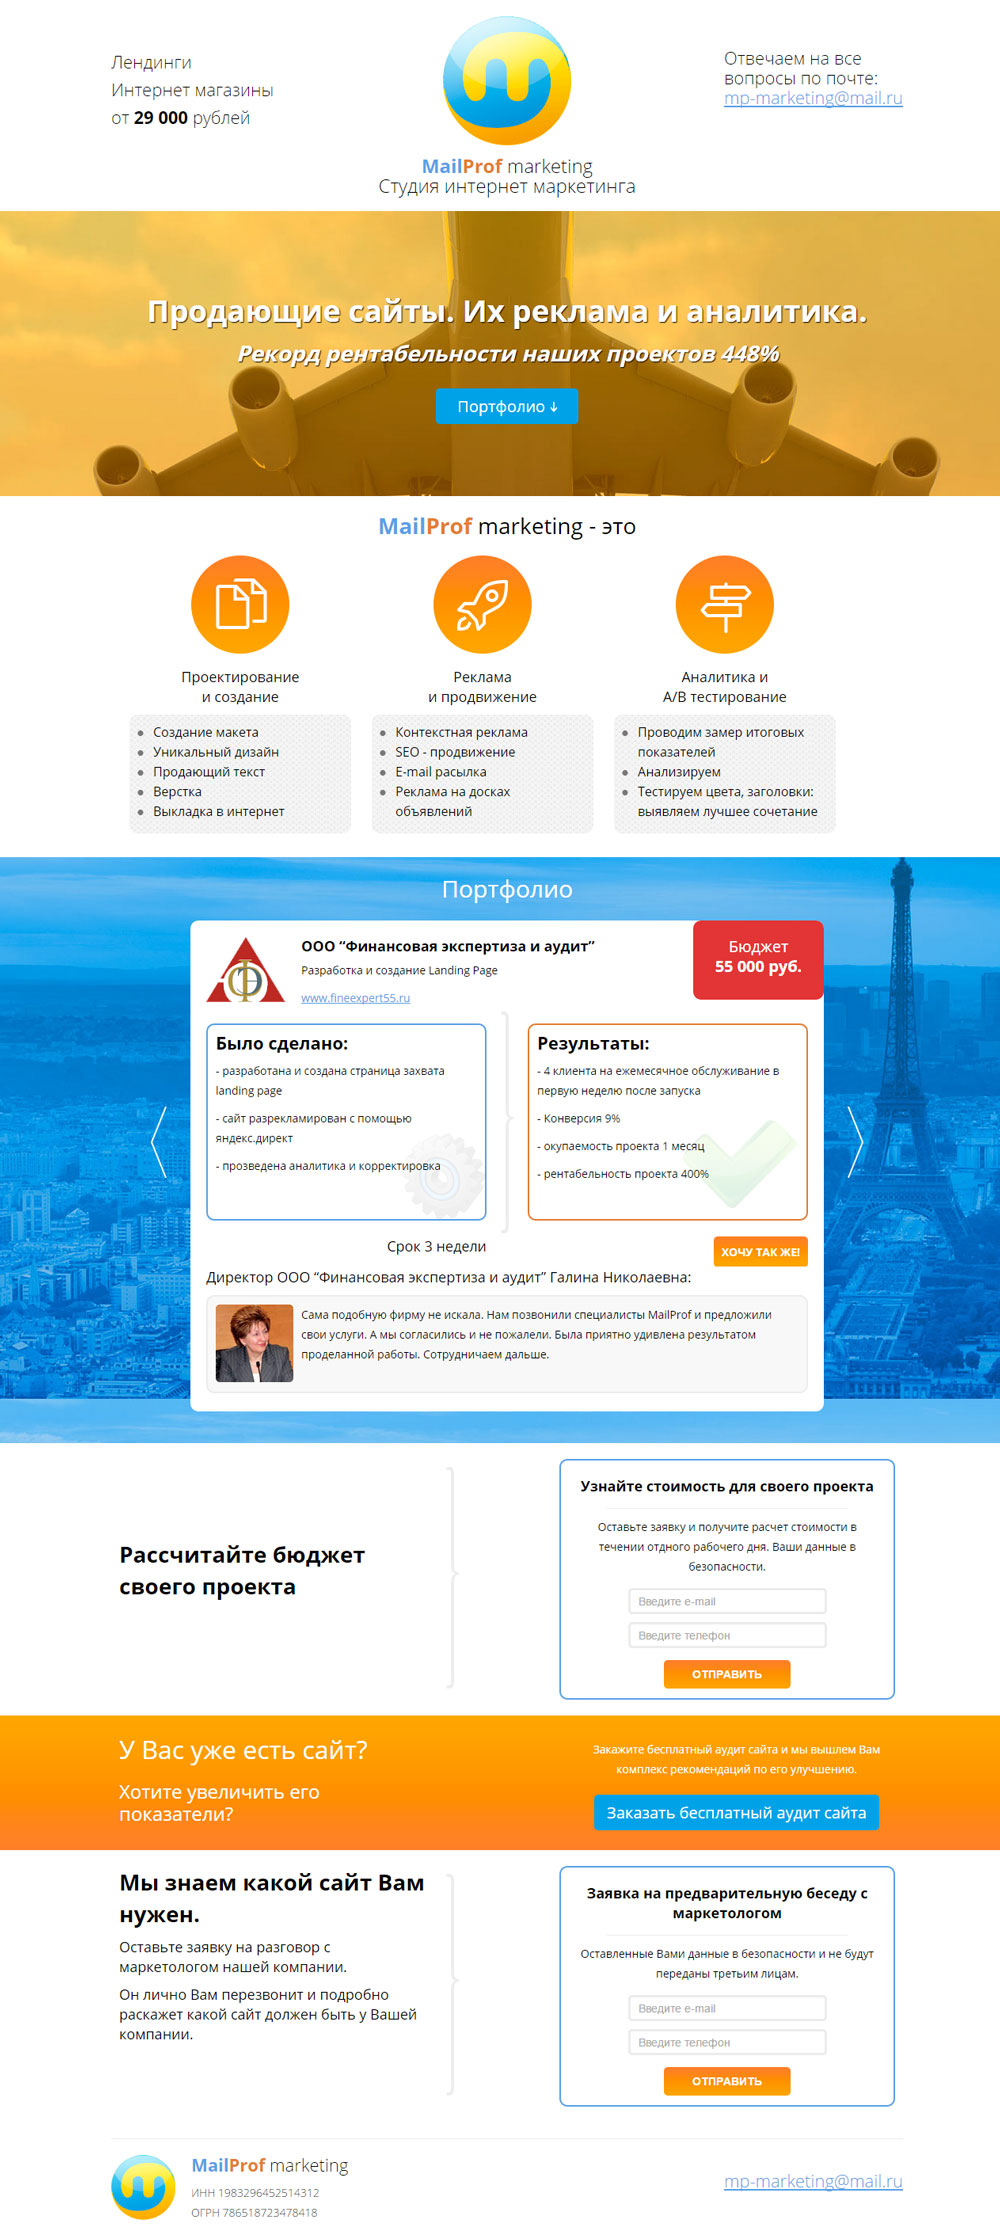 Лендинги
Интернет магазины
от 29 000 рублей
MailProf marketing
Студия интернет маркетинга
Отвечаем на все
вопросы по почте:
mp-marketing@mail.ru
Продающие сайты. Их реклама и аналитика.
Рекорд рентабельности наших проектов 448%
Портфолио ↓
MailProf marketing - это
Проектирование
и создание
• Создание макета
• Уникальный дизайн
• Продающий текст
• Верстка
• Выкладка в интернет
Реклама
и продвижение
• Контекстная реклама
• SEO - продвижение
• E-mail расылка
• Реклама на досках
объявлений
Аналитика и
A/B тестирование
• Проводим замер итоговых
показателей
• Анализируем
• Тестируем цвета, заголовки:
выявляем лучшее сочетание
Портфолио
ООО “Финансовая экспертиза и аудит”
Разработка и создание Landing Page
www.fineexpert55.ru
Бюджет
55 000 руб.
Было сделано:
- разработана и создана страница захвата
landing page
- сайт разрекламирован с помощью
яндекс.директ
- прозведена аналитика и корректировка
Результаты:
- 4 клиента на ежемесячное обслуживание в
первую неделю после запуска
- Конверсия 9%
- окупаемость проекта 1 месяц
- рентабельность проекта 400%
Срок 3 недели
ХОЧУ ТАК ЖЕ!
Директор ООО “Финансовая экспертиза и аудит” Галина Николаевна:
Сама подобную фирму не искала. Нам позвонили специалисты MailProf и предложили
свои услуги. А мы согласились и не пожалели. Была приятно удивлена результатом
проделанной работы. Сотрудничаем дальше.
Рассчитайте бюджет
своего проекта
Узнайте стоимость для своего проекта
Оставьте заявку и получите расчет стоимости в
течении отдного рабочего дня. Ваши данные в
безопасности.
Введите e-mail
Введите телефон
ОТПРАВИТЬ
У Вас уже есть сайт?
Хотите увеличить его
показатели?
Закажите бесплатный аудит сайта и мы вышлем Вам
комплекс рекомендаций по его улучшению.
Заказать бесплатный аудит сайта
Мы знаем какой сайт Вам
нужен.
Оставьте заявку на разговор с
маркетологом нашей компании.
Он лично Вам перезвонит и подробно
раскажет какой сайт должен быть у Вашей
компании.
Заявка на предварительную беседу с
маркетологом
Оставленные Вами данные в безопасности и не будут
переданы третьим лицам.
Введите e-mail
Введите телефон
ОТПРАВИТЬ
MailProf marketing
ИНН 1983296452514312
ОГРН 786518723478418
mp-marketing@mail.ru